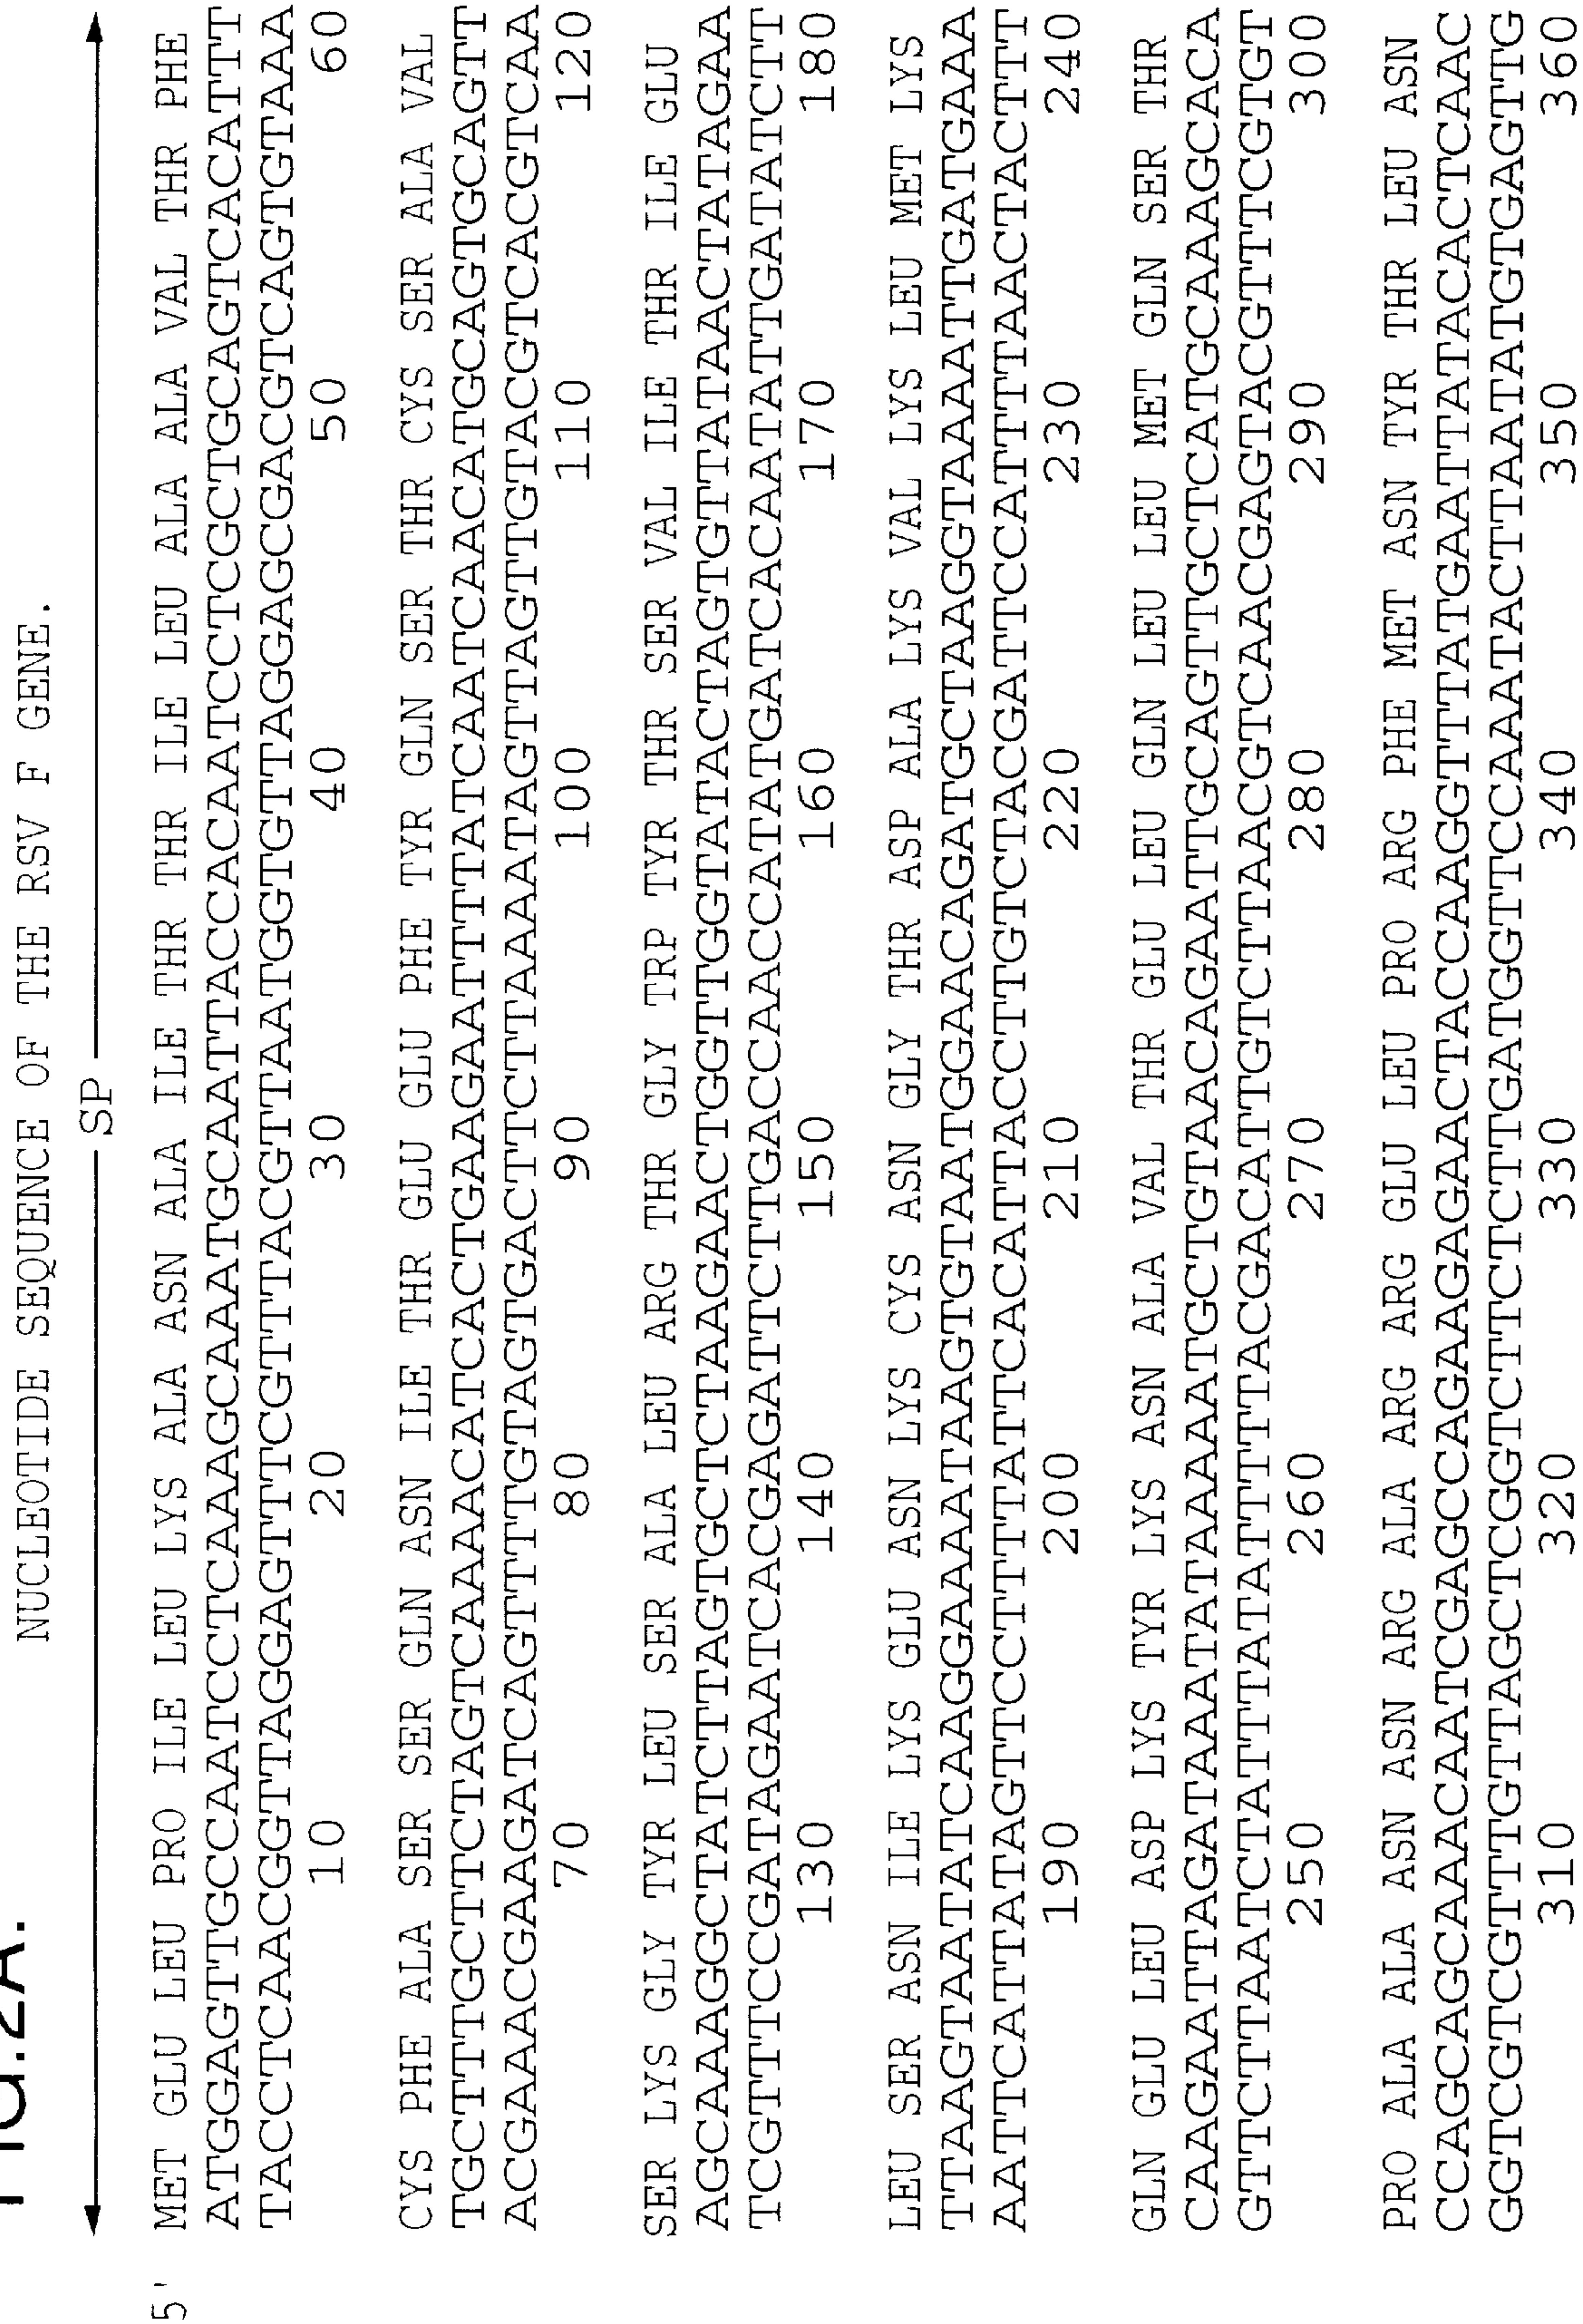 FIG.2A.
NUCLEOTIDE SEQUENCE OF THE RSV F GENE.
SP
5' MET GLU LEU PRO ILE LEU LYS ALA ASN ALA ILE THR THR ILE LEU ALA ALA VAL THR PHE
ATGGAGTTGCCAATCCTCAAAGCAAATGCAATTACCACAATCCTCGCTGCAGTCACATTT
TACCTCAACGGTTAGGAGTTTCGTTTACGTTAATGGTGTTAGGAGCGACGTCAGTGTAAA
10 20 30 40 50 60
CYS PHE ALA SER SER GLN ASN ILE THR GLU GLU PHE TYR GLN SER THR CYS SER ALA VAL
TGCTTTGCTTCTAGTCAAAACATCACTGAAGAATTTTATCAATCAACATGCAGTGCAGTT
ACGAAACGAAGATCAGTTTTGTAGTGACTTCTTAAAATAGTTAGTTGTACGTCACGTCAA
70 80 90 100 110 120
SER LYS GLY TYR LEU SER ALA LEU ARG THR GLY TRP TYR THR SER VAL ILE THR ILE GLU
AGCAAAGGCTATCTTAGTGCTCTAAGAACTGGTTGGTATACTAGTGTTATAACTATAGAA
TCGTTTCCGATAGAATCACGAGATTCTTGACCAACCATATGATCACAATATTGATATCTT
130 140 150 160 170 180
LEU SER ASN ILE LYS GLU ASN LYS CYS ASN GLY THR ASP ALA LYS VAL LYS LEU MET LYS
TTAAGTAATATCAAGGAAAATAAGTGTAATGGAACAGATGCTAAGGTAAAATTGATGAAA
AATTCATTATAGTTCCTTTTATTCACATTACCTTGTCTACGATTCCATTTTAACTACTTT
190 200 210 220 230 240
GLN GLU LEU ASP LYS TYR LYS ASN ALA VAL THR GLU LEU GLN LEU LEU MET GLN SER THR
CAAGAATTAGATAAATATAAAAATGCTGTAACAGAATTGCAGTTGCTCATGCAAAGCACA
GTTCTTAATCTATTTATATTTTTACGACATTGTCTTAACGTCAACGAGTACGTTTCGTGT
250 260 270 280 290 300
PRO ALA ALA ASN ASN ARG ALA ARG ARG GLU LEU PRO ARG PHE MET ASN TYR THR LEU ASN
CCAGCAGCAAACAATCGAGCCAGAAGAGAACTACCAAGGTTTATGAATTATACACTCAAC
GGTCGTCGTTTGTTAGCTCGGTCTTCTCTTGATGGTTCCAAATACTTAATATGTGAGTTG
310 320 330 340 350 360